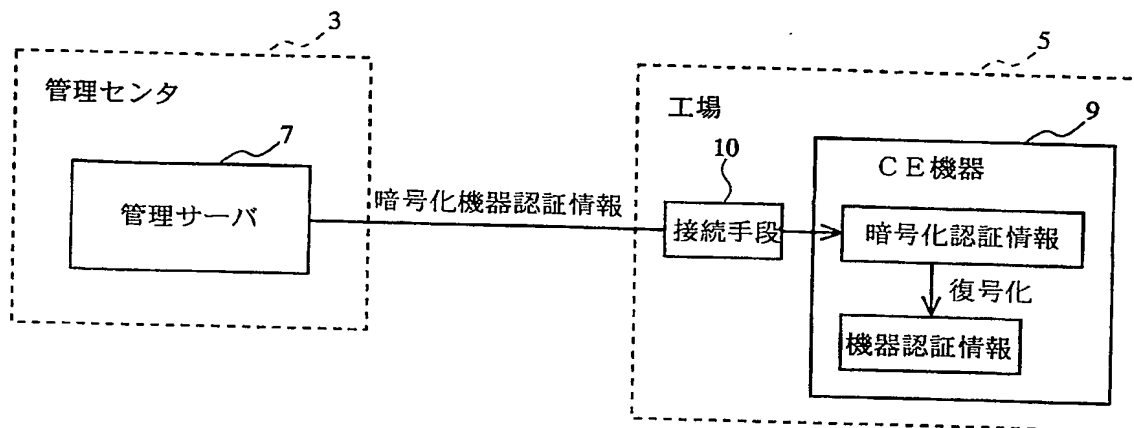 3
管理センタ
7
管理サーバ
暗号化機器認証情報
5
工場
10
接続手段
9
CE機器
暗号化認証情報
復号化
機器認証情報